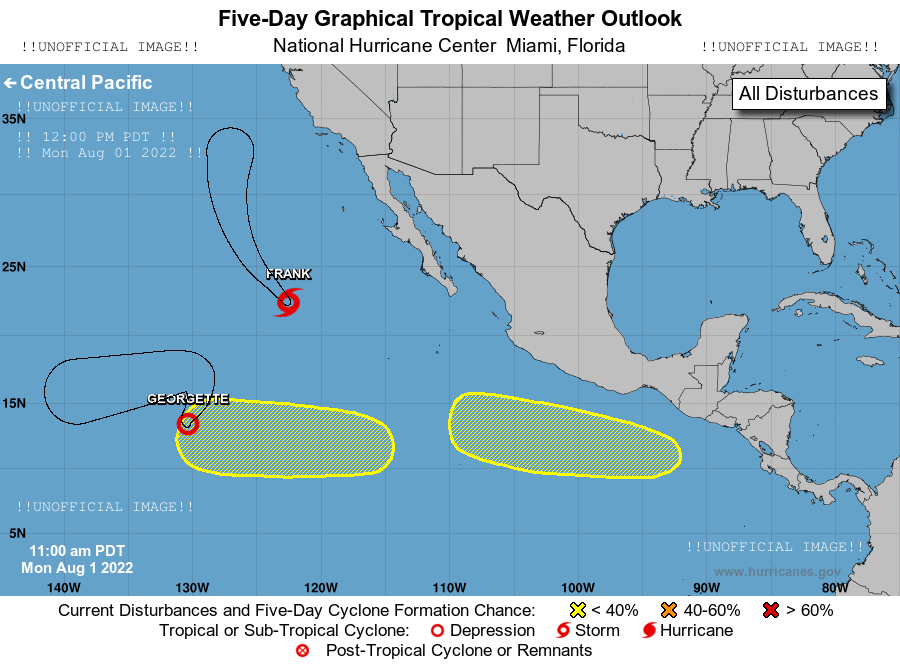 Five-Day Graphical Tropical Weather Outlook
!!UNOFFICIAL IMAGE!!
National Hurricane Center  Miami, Florida
!!UNOFFICIAL IMAGE!!
← Central Pacific
All Disturbances
!!UNOFFICIAL IMAGE!!
35N
!! 12:00 PM PDT !!
!! Mon Aug 01 2022 !!
25N
FRANK
GEORGETTE
15N
!!UNOFFICIAL IMAGE!!
5N
11:00 am PDT
Mon Aug 1 2022
!!UNOFFICIAL IMAGE!!
www.hurricanes.gov
140W 130W 120W 110W 100W 90W 80W
Current Disturbances and Five-Day Cyclone Formation Chance: < 40% 40-60% > 60%
Tropical or Sub-Tropical Cyclone: Depression Storm Hurricane
Post-Tropical Cyclone or Remnants